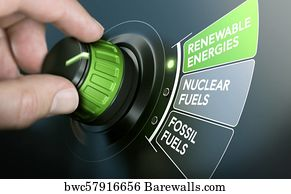 RENEWABLE
ENERGIES
NUCLEAR
FUELS
FOSSIL
FUELS
bwc57916656 Barewalls.com